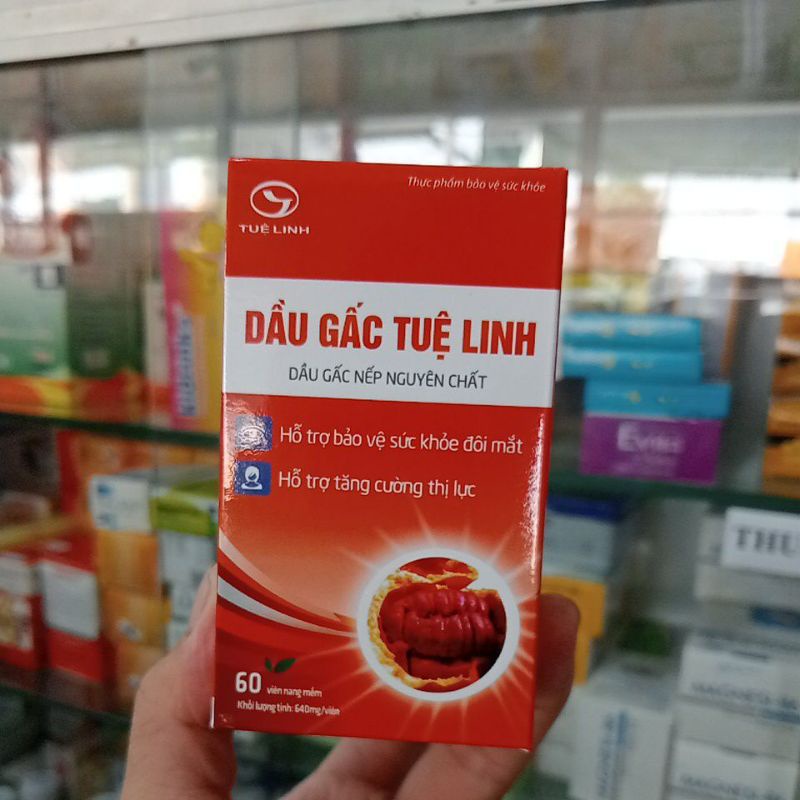 Thực phẩm bảo vệ sức khỏe
TUỆ LINH
DẦU GẤC TUỆ LINH
DẦU GẤC NẾP NGUYÊN CHẤT
Hỗ trợ bảo vệ sức khỏe đôi mắt
Hỗ trợ tăng cường thị lực
60 viên nang mềm
Khối lượng tịnh: 640mg/viên
THU